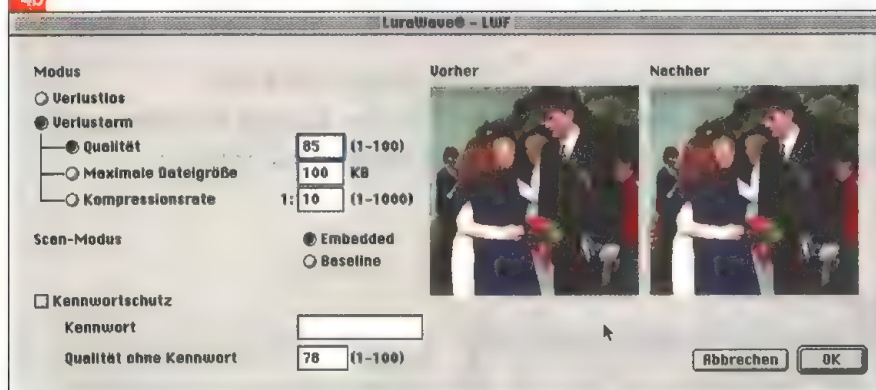 4b
LuraWave® - LWF
Modus
Verlustlos
Verlustarm
Qualität 85 (1-100)
Maximale Dateigröße 100 KB
Kompressionsrate 1: 10 (1-1000)
Scan-Modus
Embedded
Baseline
Kennwortschutz
Kennwort
Qualität ohne Kennwort 78 (1-100)
Vorher
Nachher
Abbrechen
OK